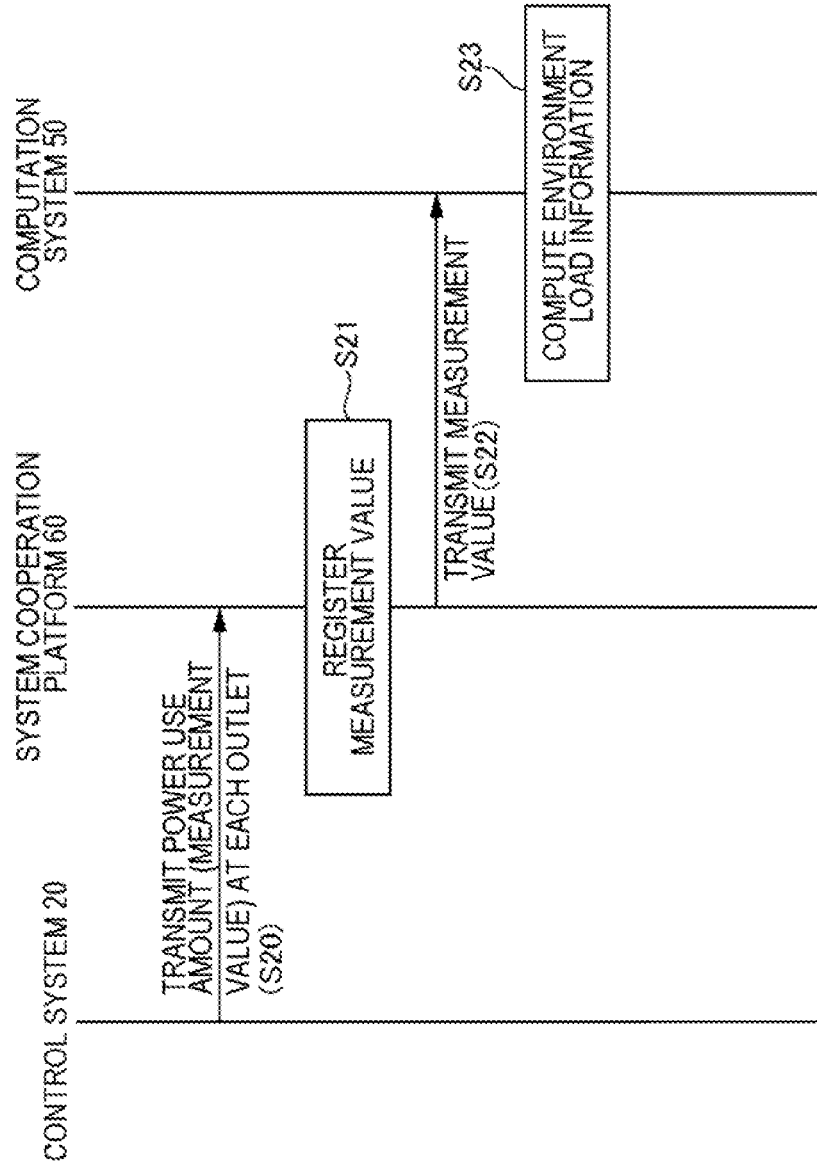 CONTROL SYSTEM 20
SYSTEM COOPERATION
PLATFORM 60
COMPUTATION
SYSTEM 50
TRANSMIT POWER USE
AMOUNT (MEASUREMENT
VALUE) AT EACH OUTLET
(S20)
REGISTER
MEASUREMENT VALUE
S21
TRANSMIT MEASUREMENT
VALUE (S22)
S23
COMPUTE ENVIRONMENT
LOAD INFORMATION